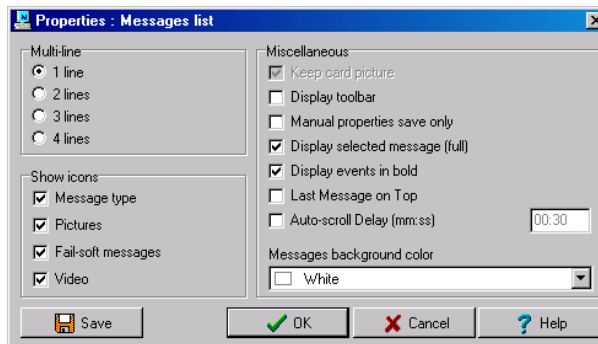 Properties : Messages list
Multi-line
1 line
2 lines
3 lines
4 lines
Show icons
Message type
Pictures
Fail-soft messages
Video
Miscellaneous
Keep card picture
Display toolbar
Manual properties save only
Display selected message (full)
Display events in bold
Last Message on Top
Auto-scroll Delay (mm:ss) 00:30
Messages background color
White
Save OK Cancel Help